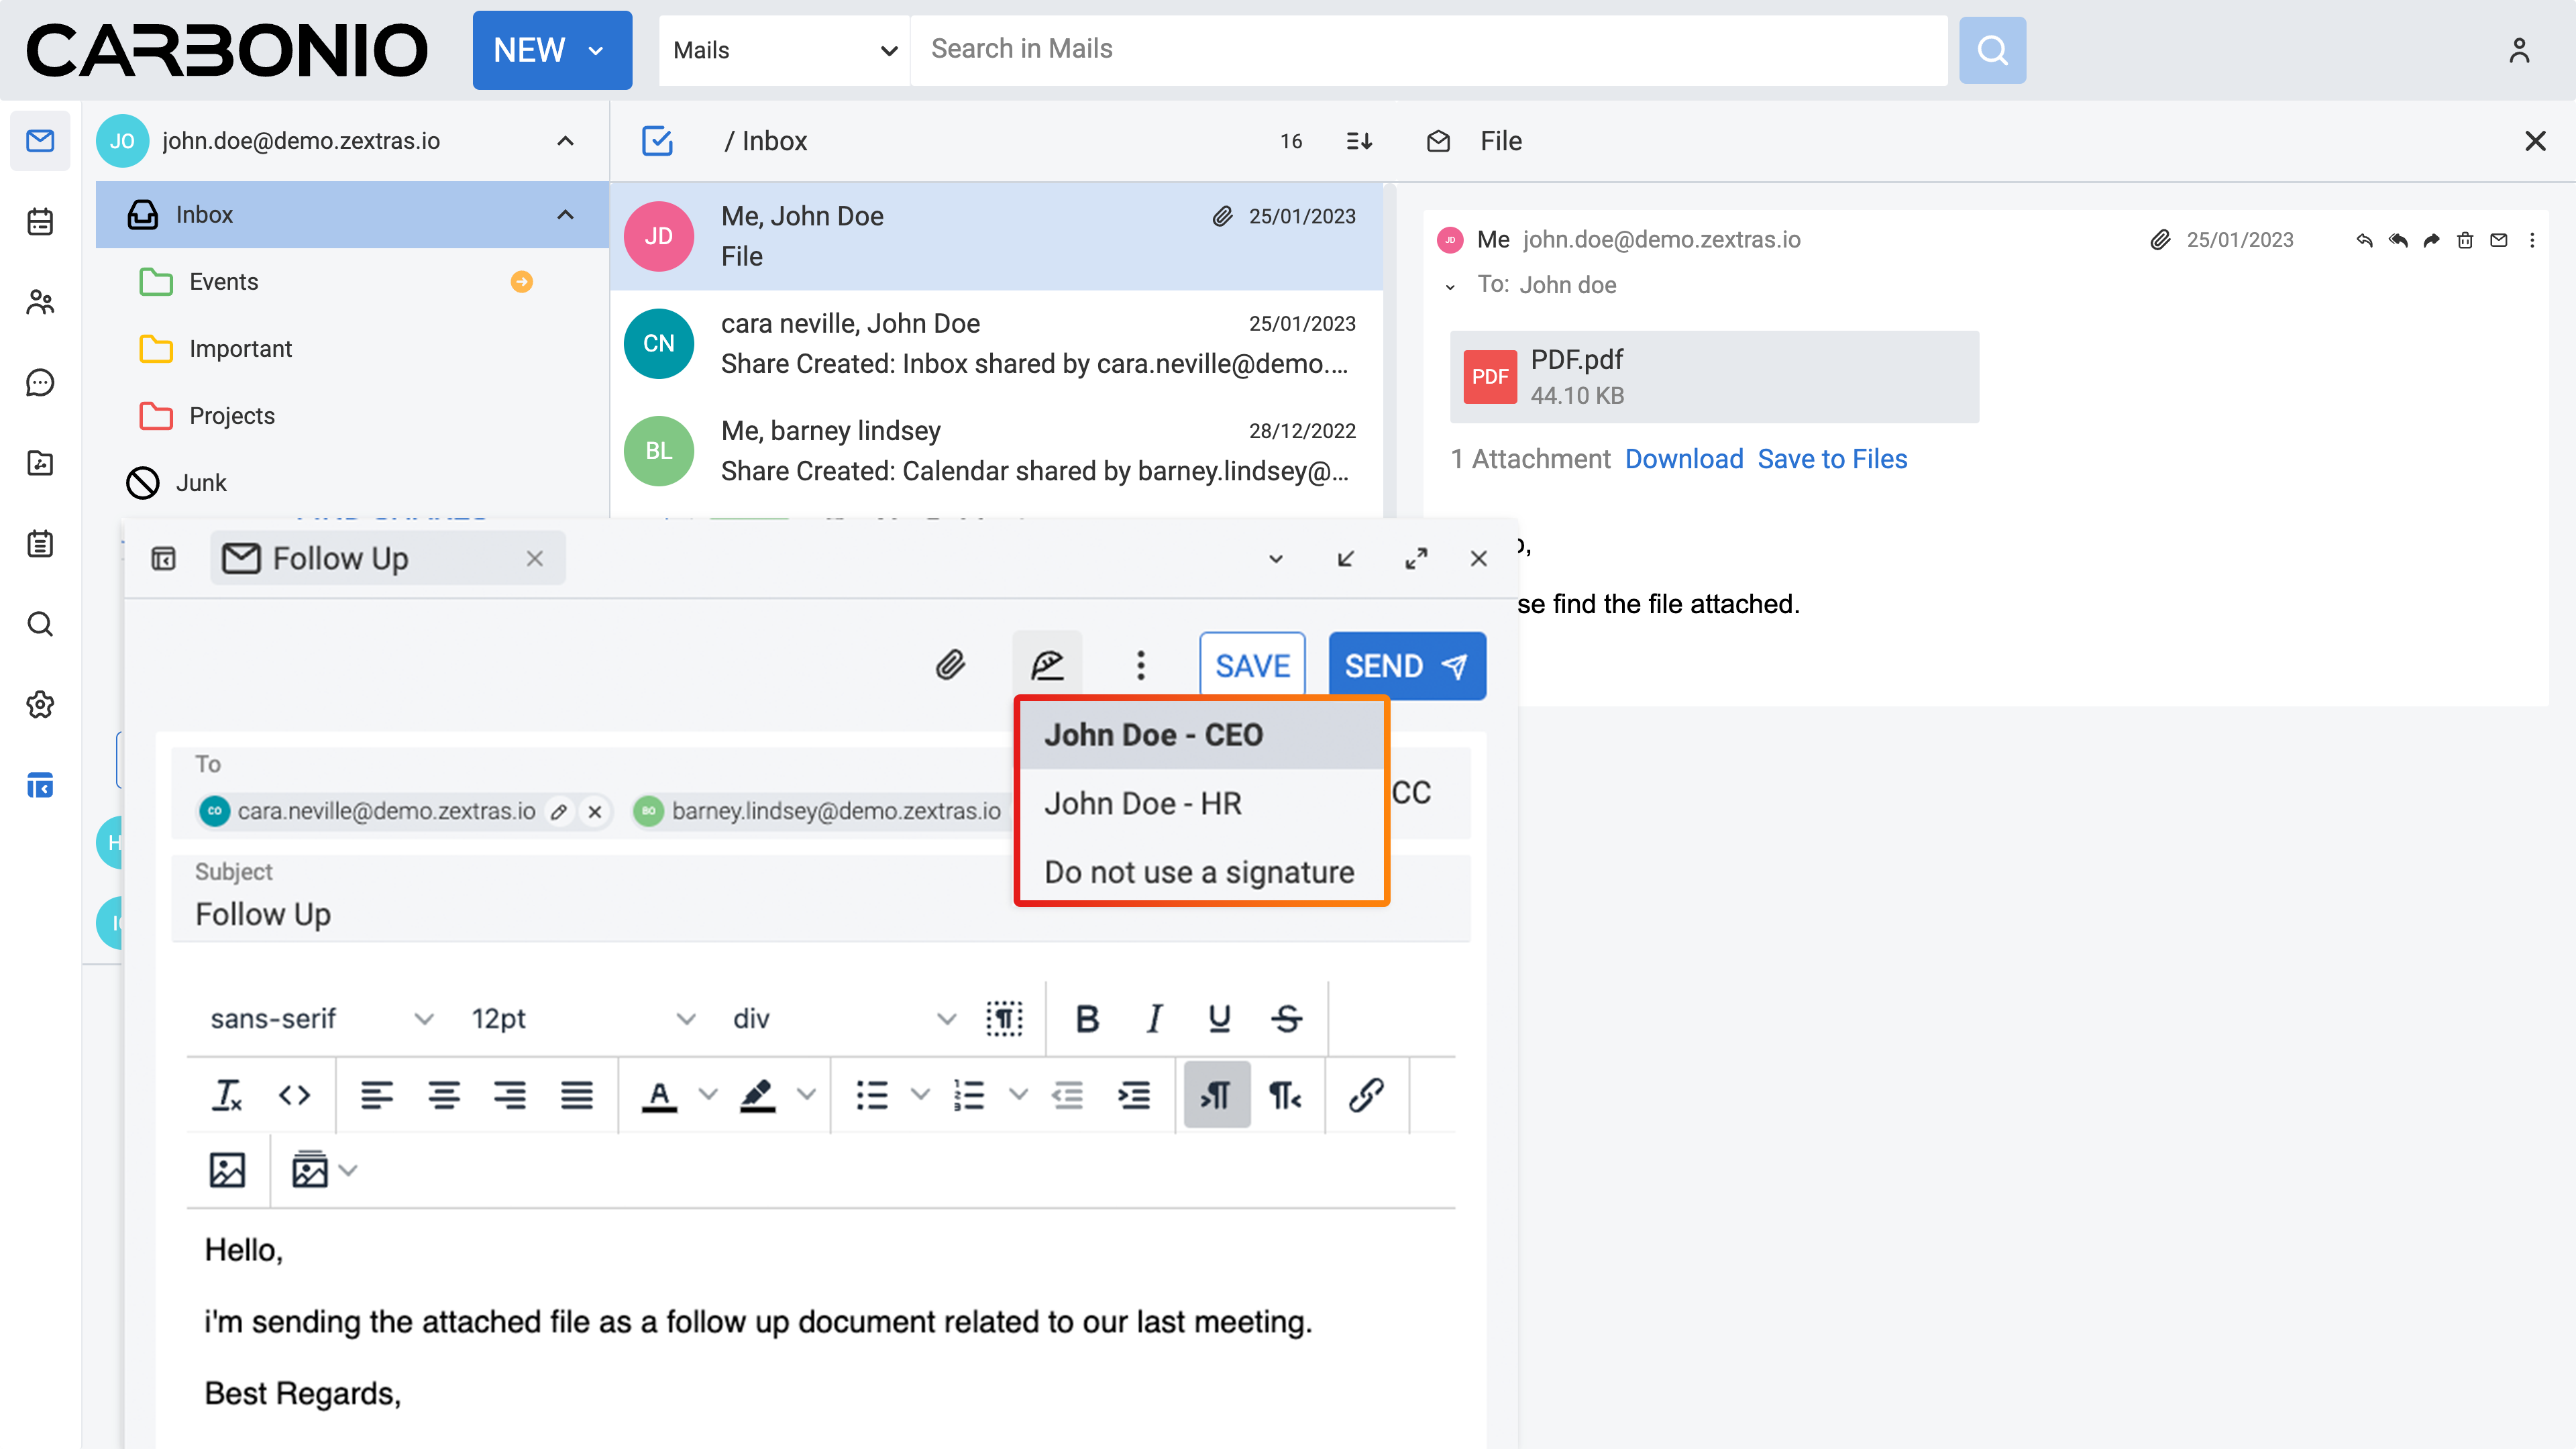 CARBONIO
NEW
Mails
Search in Mails
JO john.doe@demo.zextras.io
/ Inbox
16
File
Inbox
Events
Important
Projects
Junk
JD
Me, John Doe
25/01/2023
File
CN
cara neville, John Doe
25/01/2023
Share Created: Inbox shared by cara.neville@demo....
BL
Me, barney lindsey
28/12/2022
Share Created: Calendar shared by barney.lindsey@...
JD Me john.doe@demo.zextras.io
25/01/2023
To: John doe
PDF
PDF.pdf
44.10 KB
1 Attachment Download Save to Files
o,
se find the file attached.
Follow Up
SAVE
SEND
John Doe - CEO
John Doe - HR
Do not use a signature
To
CO cara.neville@demo.zextras.io
BO barney.lindsey@demo.zextras.io
CC
Subject
Follow Up
sans-serif
12pt
div
B I U S
Hello,
i'm sending the attached file as a follow up document related to our last meeting.
Best Regards,